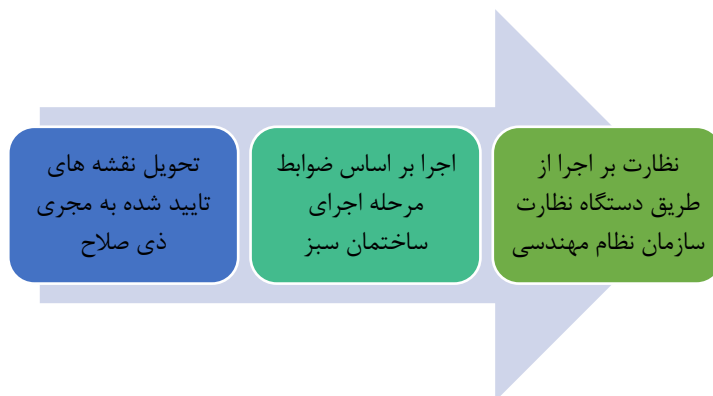 تحویل نقشه های
تایید شده به مجری
ذی صلاح
اجرا بر اساس ضوابط
مرحله اجرای
ساختمان سبز
نظارت بر اجرا از
طریق دستگاه نظارت
سازمان نظام مهندسی